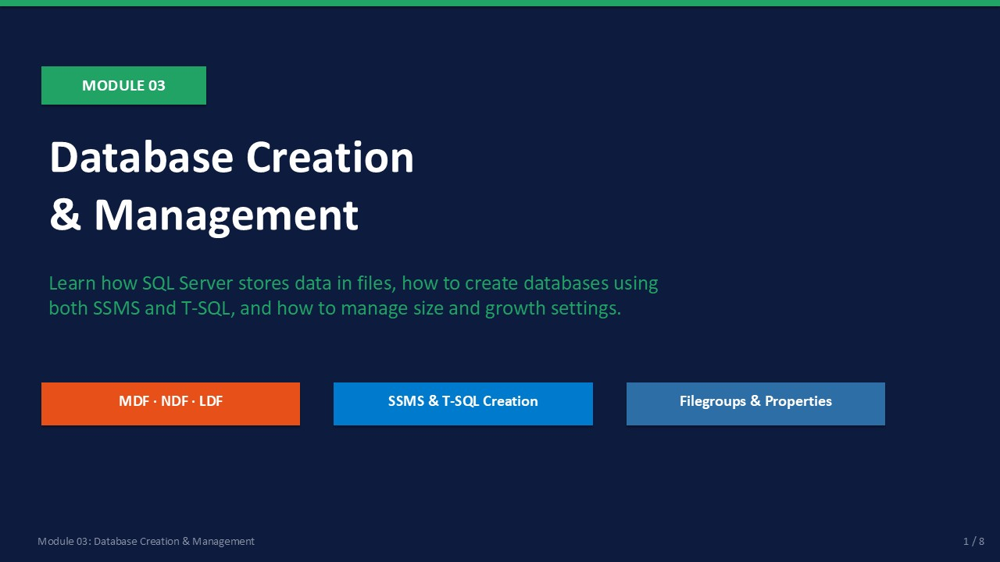 MODULE 03
Database Creation
& Management
Learn how SQL Server stores data in files, how to create databases using
both SSMS and T-SQL, and how to manage size and growth settings.
MDF · NDF · LDF
SSMS & T-SQL Creation
Filegroups & Properties
Module 03: Database Creation & Management
1 / 8